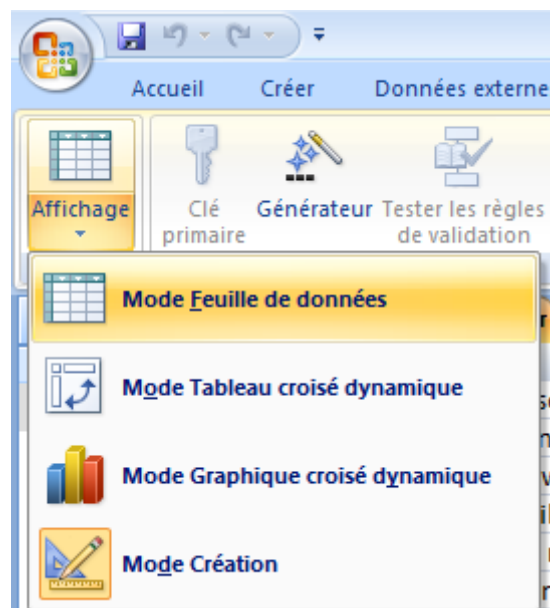 Accueil Créer Données externe
Affichage Clé primaire Générateur Tester les règles de validation
Mode Feuille de données
Mode Tableau croisé dynamique
Mode Graphique croisé dynamique
Mode Création